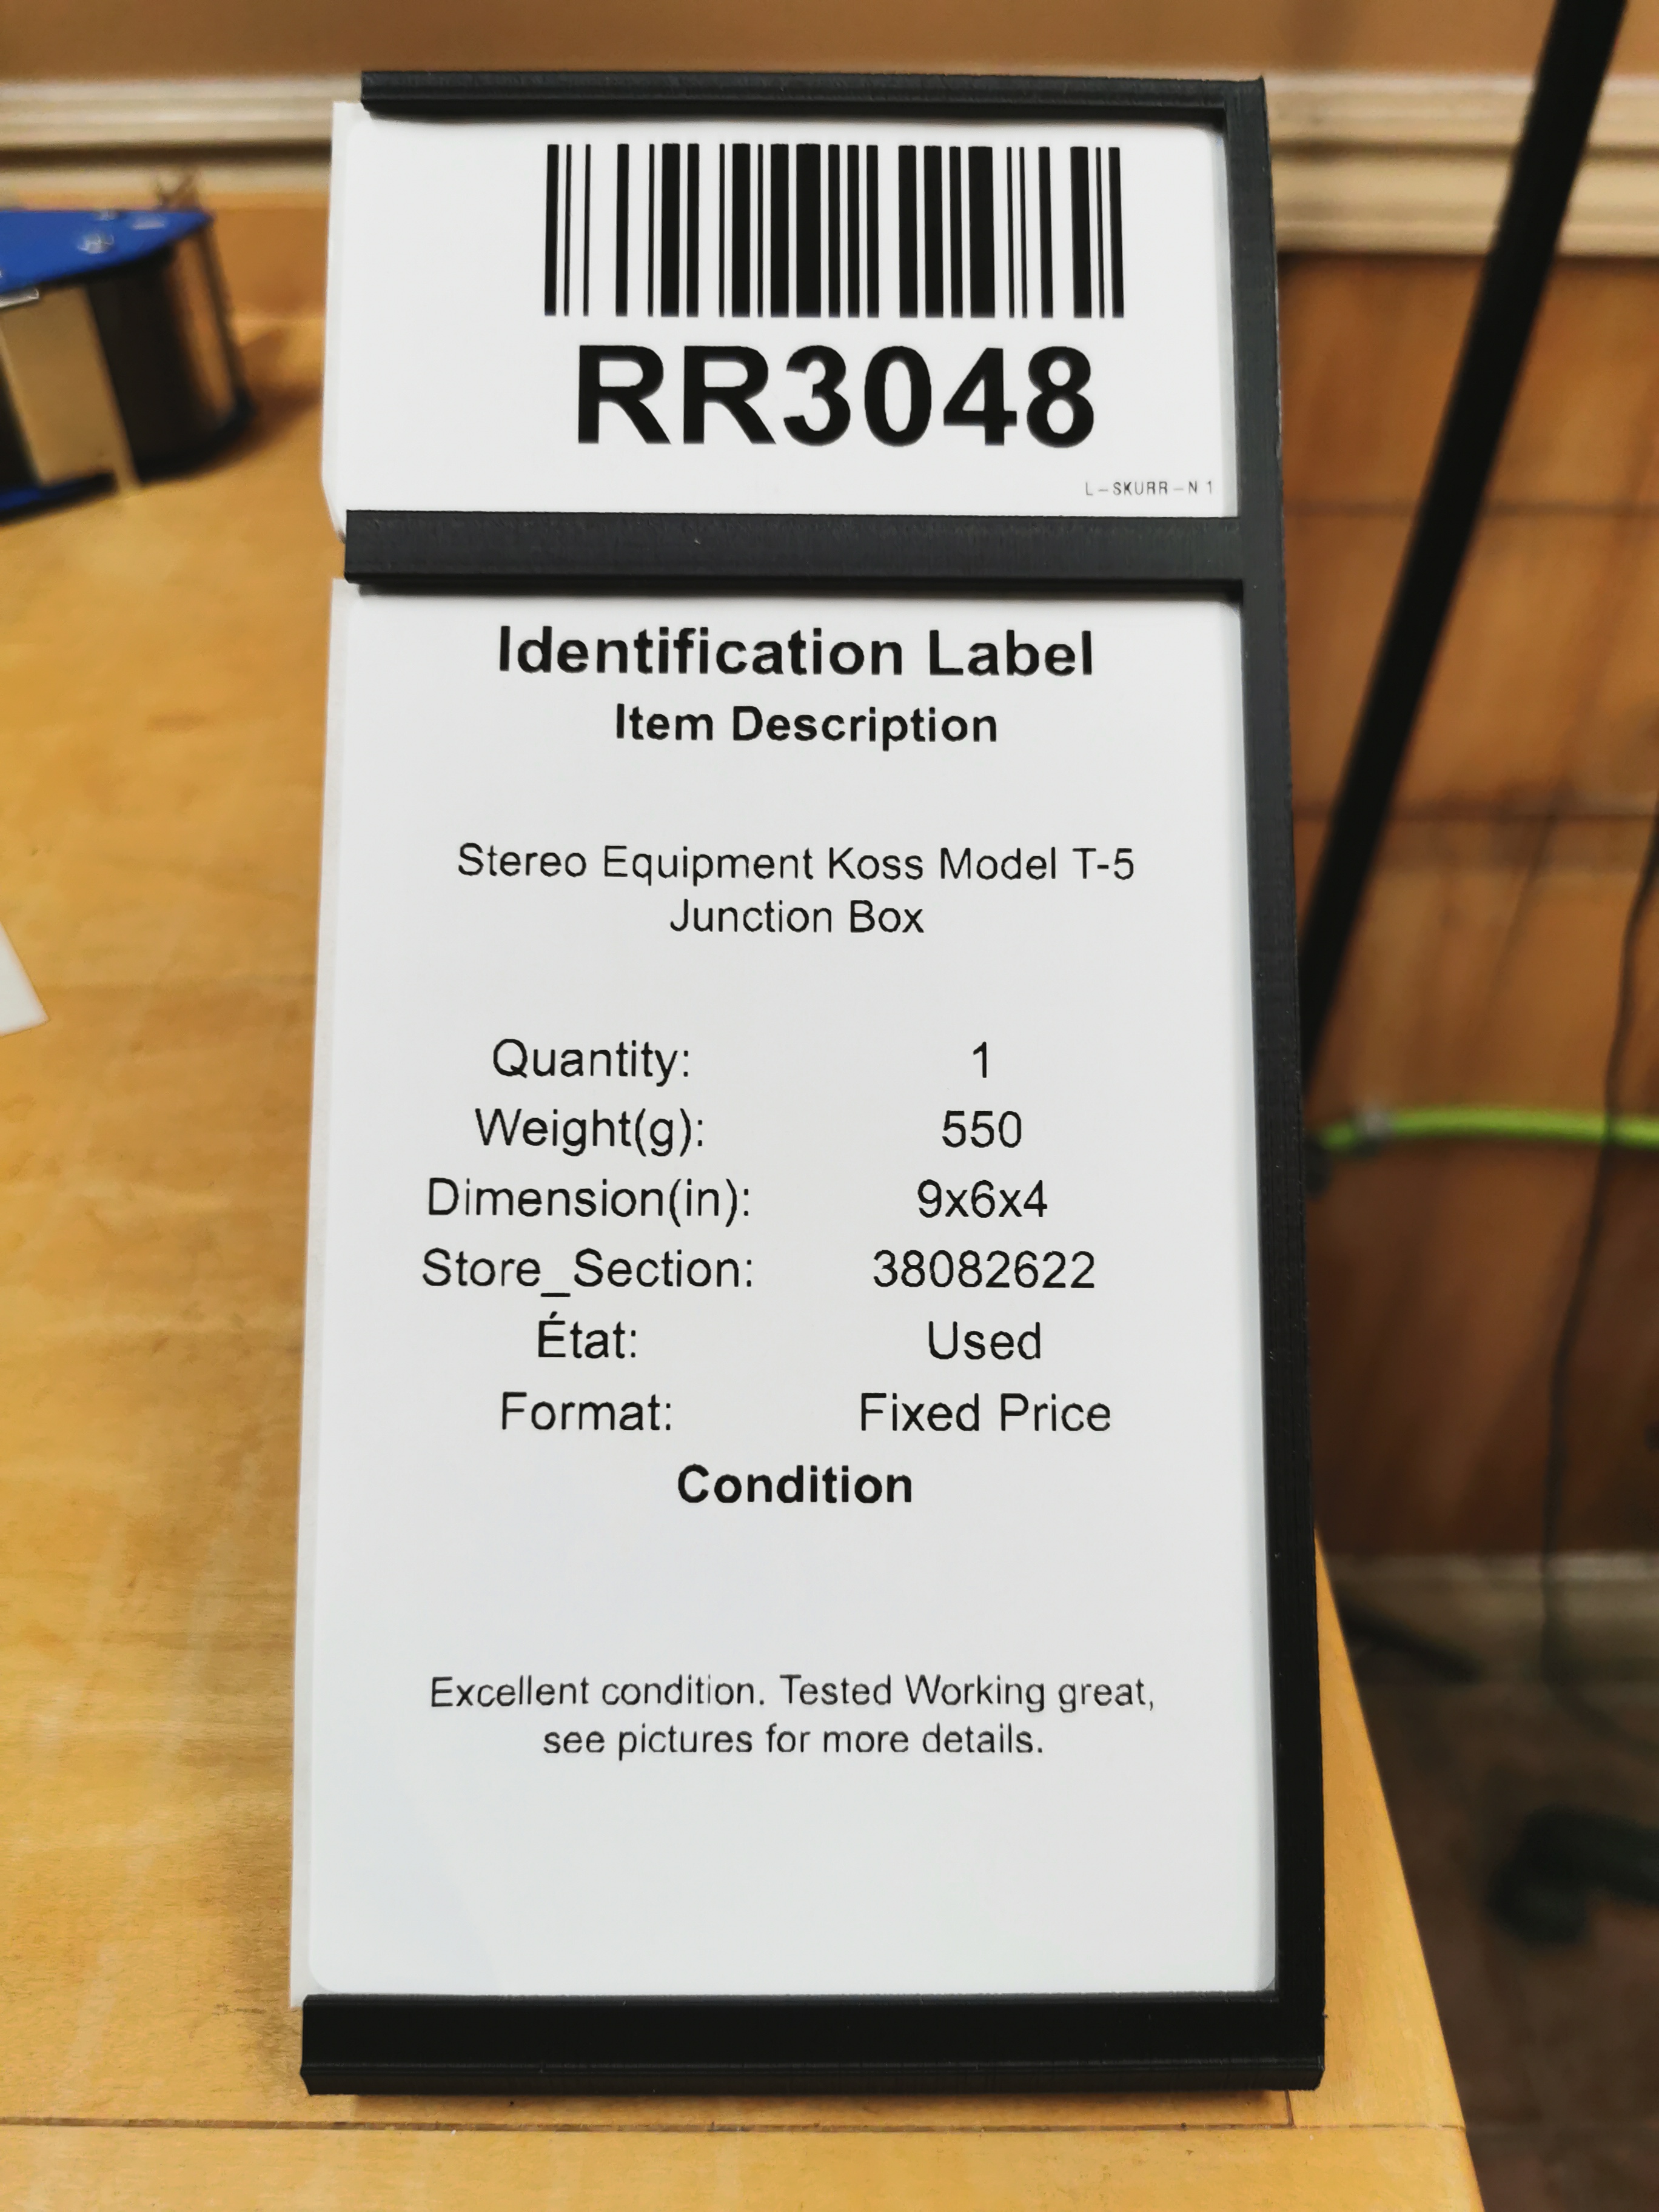 RR3048
L-SKURR-N 1
Identification Label
Item Description
Stereo Equipment Koss Model T-5
Junction Box
Quantity: 1
Weight(g): 550
Dimension(in): 9x6x4
Store_Section: 38082622
État: Used
Format: Fixed Price
Condition
Excellent condition. Tested Working great,
see pictures for more details.